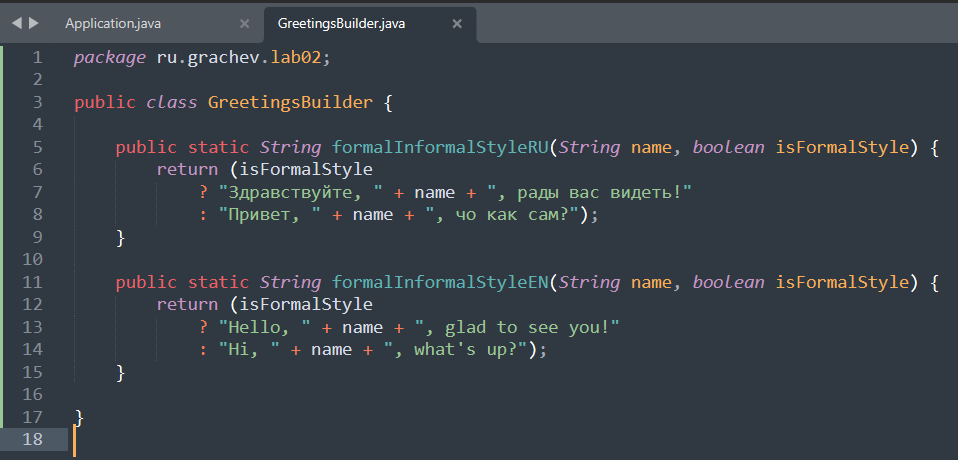 Application.java × GreetingsBuilder.java ×
1 package ru.grachev.lab02;
2
3 public class GreetingsBuilder {
4
5 public static String formalInformalStyleRU(String name, boolean isFormalStyle) {
6 return (isFormalStyle
7 ? "Здравствуйте, " + name + ", рады вас видеть!"
8 : "Привет, " + name + ", чо как сам?");
9 }
10
11 public static String formalInformalStyleEN(String name, boolean isFormalStyle) {
12 return (isFormalStyle
13 ? "Hello, " + name + ", glad to see you!"
14 : "Hi, " + name + ", what's up?");
15 }
16
17 }
18